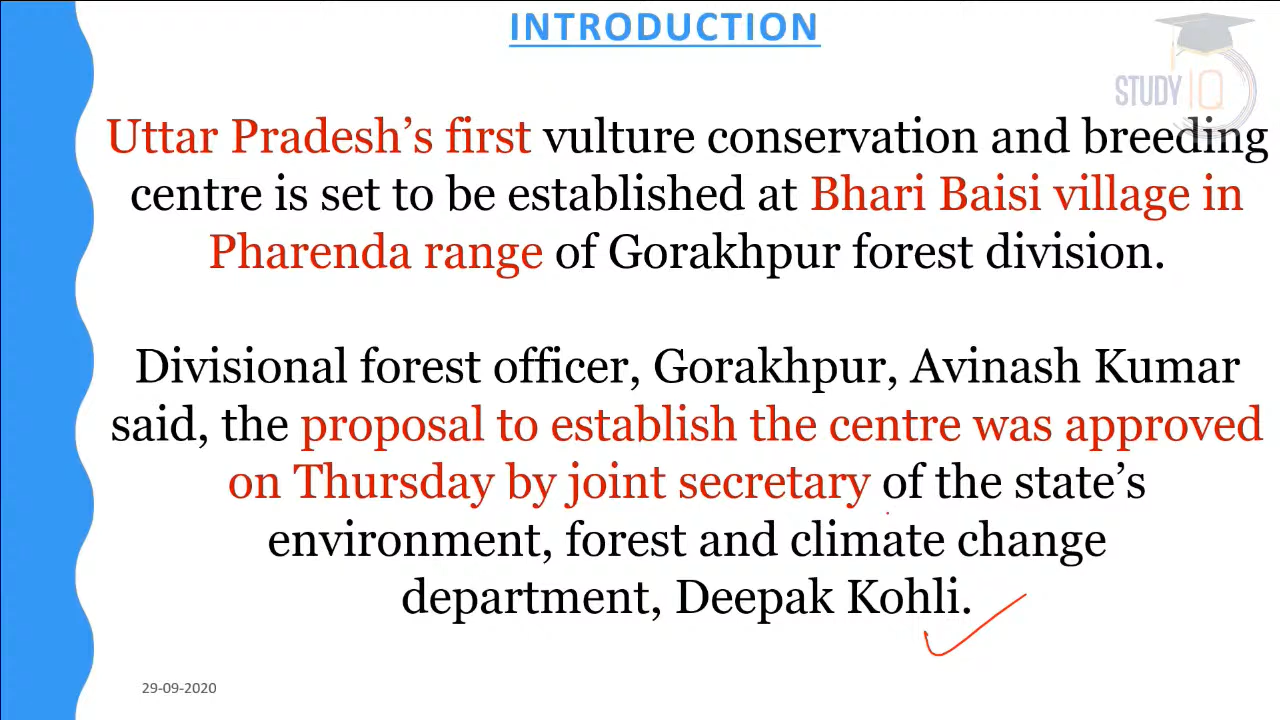 INTRODUCTION
STUDY IQ
Uttar Pradesh’s first vulture conservation and breeding
centre is set to be established at Bhari Baisi village in
Pharenda range of Gorakhpur forest division.
Divisional forest officer, Gorakhpur, Avinash Kumar
said, the proposal to establish the centre was approved
on Thursday by joint secretary of the state’s
environment, forest and climate change
department, Deepak Kohli.
29-09-2020